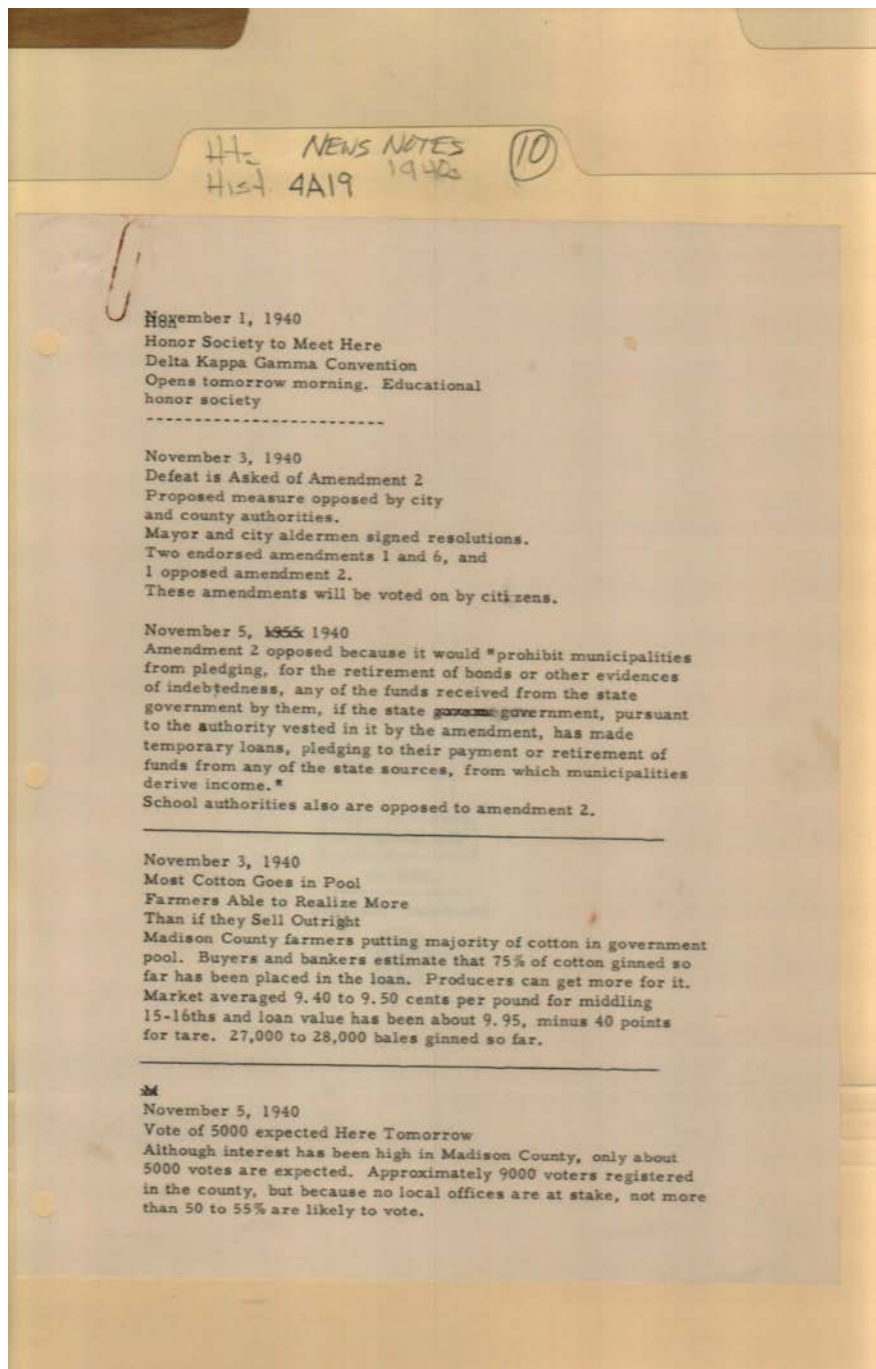 Ht= NEWS NOTES 10
Hist. 4A19 1940s
November 1, 1940
Honor Society to Meet Here
Delta Kappa Gamma Convention
Opens tomorrow morning. Educational
honor society
-------------------------
November 3, 1940
Defeat is Asked of Amendment 2
Proposed measure opposed by city
and county authorities.
Mayor and city aldermen signed resolutions.
Two endorsed amendments 1 and 6, and
1 opposed amendment 2.
These amendments will be voted on by citizens.
November 5, 1955 1940
Amendment 2 opposed because it would "prohibit municipalities
from pledging, for the retirement of bonds or other evidences
of indebtedness, any of the funds received from the state
government by them, if the state government, pursuant
to the authority vested in it by the amendment, has made
temporary loans, pledging to their payment or retirement of
funds from any of the state sources, from which municipalities
derive income."
School authorities also are opposed to amendment 2.
November 3, 1940
Most Cotton Goes in Pool
Farmers Able to Realize More
Than if they Sell Outright
Madison County farmers putting majority of cotton in government
pool. Buyers and bankers estimate that 75% of cotton ginned so
far has been placed in the loan. Producers can get more for it.
Market averaged 9.40 to 9.50 cents per pound for middling
15-16ths and loan value has been about 9.95, minus 40 points
for tare. 27,000 to 28,000 bales ginned so far.
November 5, 1940
Vote of 5000 expected Here Tomorrow
Although interest has been high in Madison County, only about
5000 votes are expected. Approximately 9000 voters registered
in the county, but because no local offices are at stake, not more
than 50 to 55% are likely to vote.